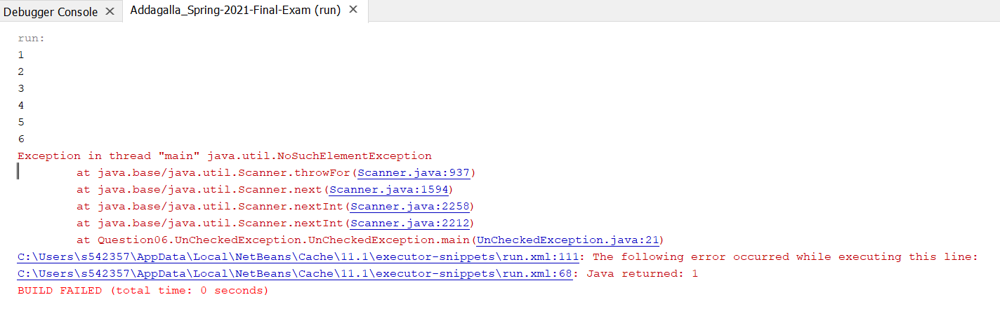 Debugger Console × Addagalla_Spring-2021-Final-Exam (run) ×
run:
1
2
3
4
5
6
Exception in thread "main" java.util.NoSuchElementException
at java.base/java.util.Scanner.throwFor(Scanner.java:937)
at java.base/java.util.Scanner.next(Scanner.java:1594)
at java.base/java.util.Scanner.nextInt(Scanner.java:2258)
at java.base/java.util.Scanner.nextInt(Scanner.java:2212)
at Question06.UnCheckedException.UnCheckedException.main(UnCheckedException.java:21)
C:\Users\s542357\AppData\Local\NetBeans\Cache\11.1\executor-snippets\run.xml:111: The following error occurred while executing this line:
C:\Users\s542357\AppData\Local\NetBeans\Cache\11.1\executor-snippets\run.xml:68: Java returned: 1
BUILD FAILED (total time: 0 seconds)